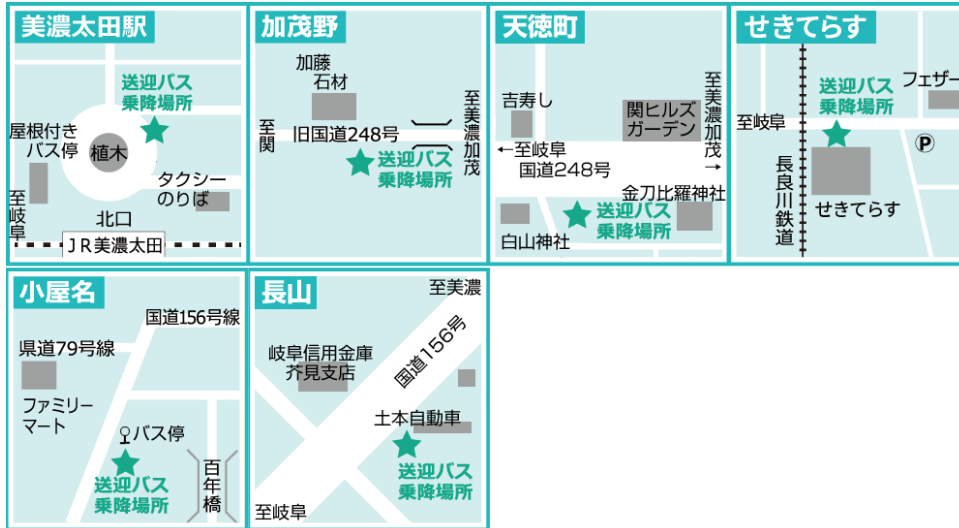 美濃太田駅
送迎バス
乗降場所
屋根付き
バス停
植木
タクシー
のりば
至岐阜
北口
JR美濃太田
加茂野
加藤
石材
至美濃加茂
至関
旧国道248号
送迎バス
乗降場所
天徳町
吉寿し
関ヒルズ
ガーデン
至美濃加茂
→
←至岐阜
国道248号
金刀比羅神社
送迎バス
乗降場所
白山神社
せきてらす
送迎バス
乗降場所
フェザー
至岐阜
P
長良川鉄道
せきてらす
小屋名
国道156号線
県道79号線
ファミリー
マート
バス停
送迎バス
乗降場所
百年橋
長山
至美濃
国道156号
岐阜信用金庫
芥見支店
土本自動車
送迎バス
乗降場所
至岐阜